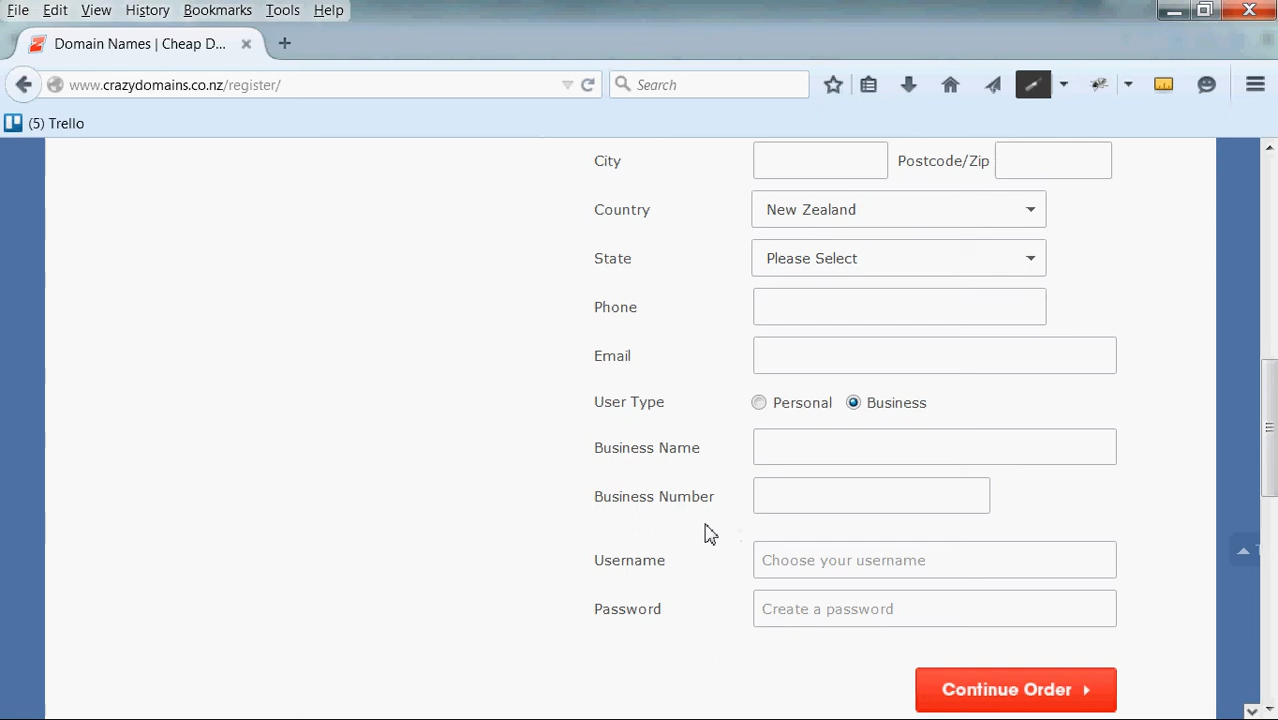 File Edit View History Bookmarks Tools Help
Domain Names | Cheap D...
www.crazydomains.co.nz/register/
Search
(5) Trello
City Postcode/Zip
Country New Zealand
State Please Select
Phone
Email
User Type Personal Business
Business Name
Business Number
Username Choose your username
Password Create a password
Continue Order